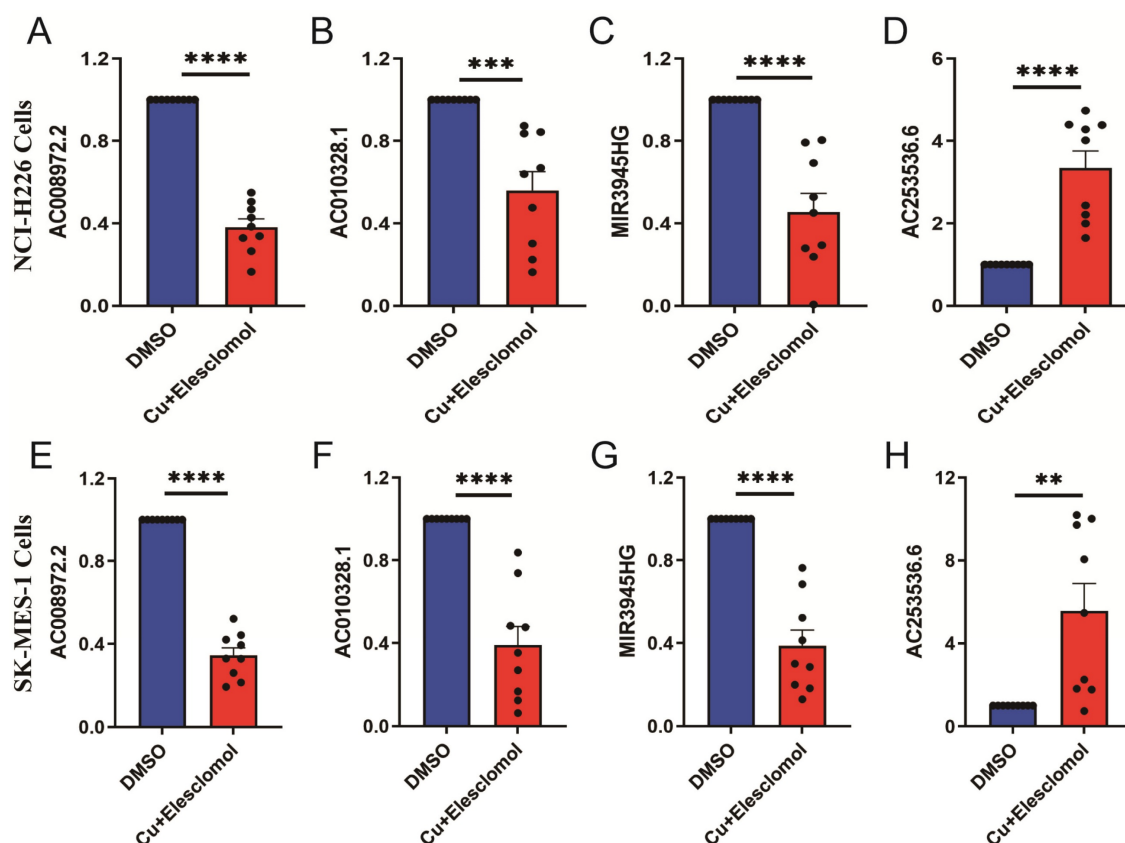 A
B
C
D
NCI-H226 Cells
AC008972.2
1.2
0.8
0.4
0.0
****
DMSO
Cu+Elesclomol
AC010328.1
1.2
0.8
0.4
0.0
***
DMSO
Cu+Elesclomol
MIR3945HG
1.2
0.8
0.4
0.0
****
DMSO
Cu+Elesclomol
AC253536.6
6
4
2
0
****
DMSO
Cu+Elesclomol
E
F
G
H
SK-MES-1 Cells
AC008972.2
1.2
0.8
0.4
0.0
****
DMSO
Cu+Elesclomol
AC010328.1
1.2
0.8
0.4
0.0
****
DMSO
Cu+Elesclomol
MIR3945HG
1.2
0.8
0.4
0.0
****
DMSO
Cu+Elesclomol
AC253536.6
12
8
4
0
**
DMSO
Cu+Elesclomol